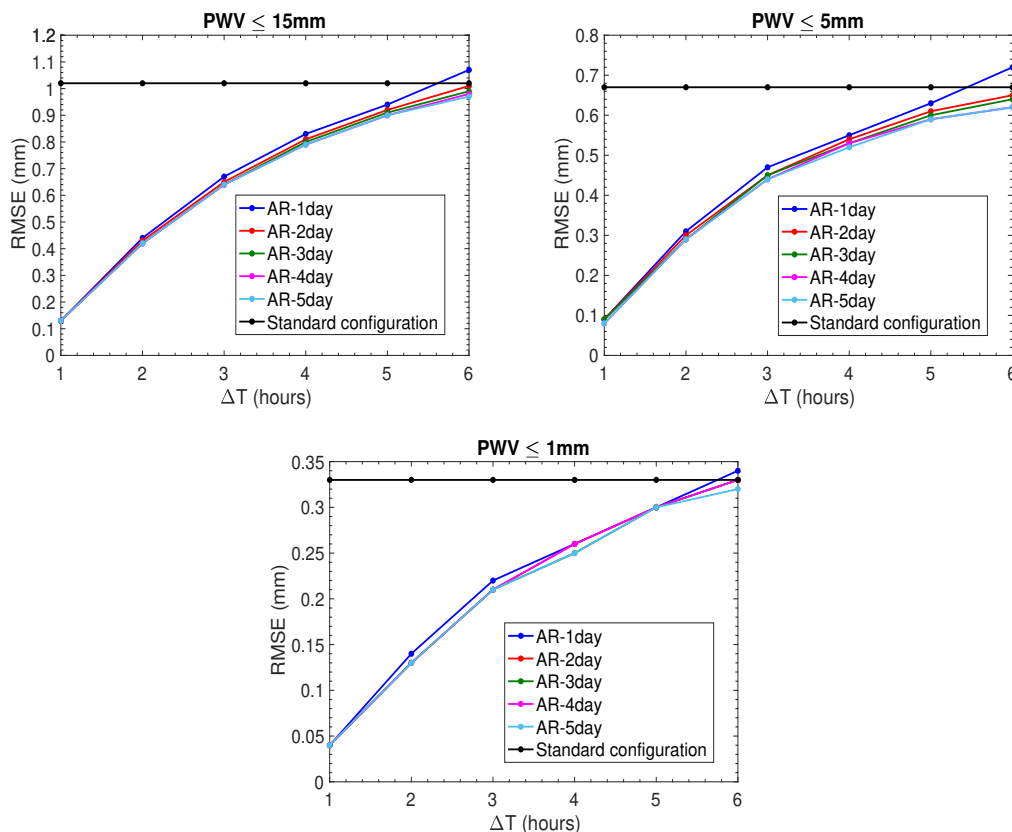 PWV ≤ 15mm
1.2
1.1
1
0.9
0.8
0.7
0.6
0.5
0.4
0.3
0.2
0.1
0
RMSE (mm)
AR-1day
AR-2day
AR-3day
AR-4day
AR-5day
Standard configuration
1 2 3 4 5 6
ΔT (hours)
PWV ≤ 5mm
0.8
0.7
0.6
0.5
0.4
0.3
0.2
0.1
0
RMSE (mm)
AR-1day
AR-2day
AR-3day
AR-4day
AR-5day
Standard configuration
1 2 3 4 5 6
ΔT (hours)
PWV ≤ 1mm
0.35
0.3
0.25
0.2
0.15
0.1
0.05
0
RMSE (mm)
AR-1day
AR-2day
AR-3day
AR-4day
AR-5day
Standard configuration
1 2 3 4 5 6
ΔT (hours)